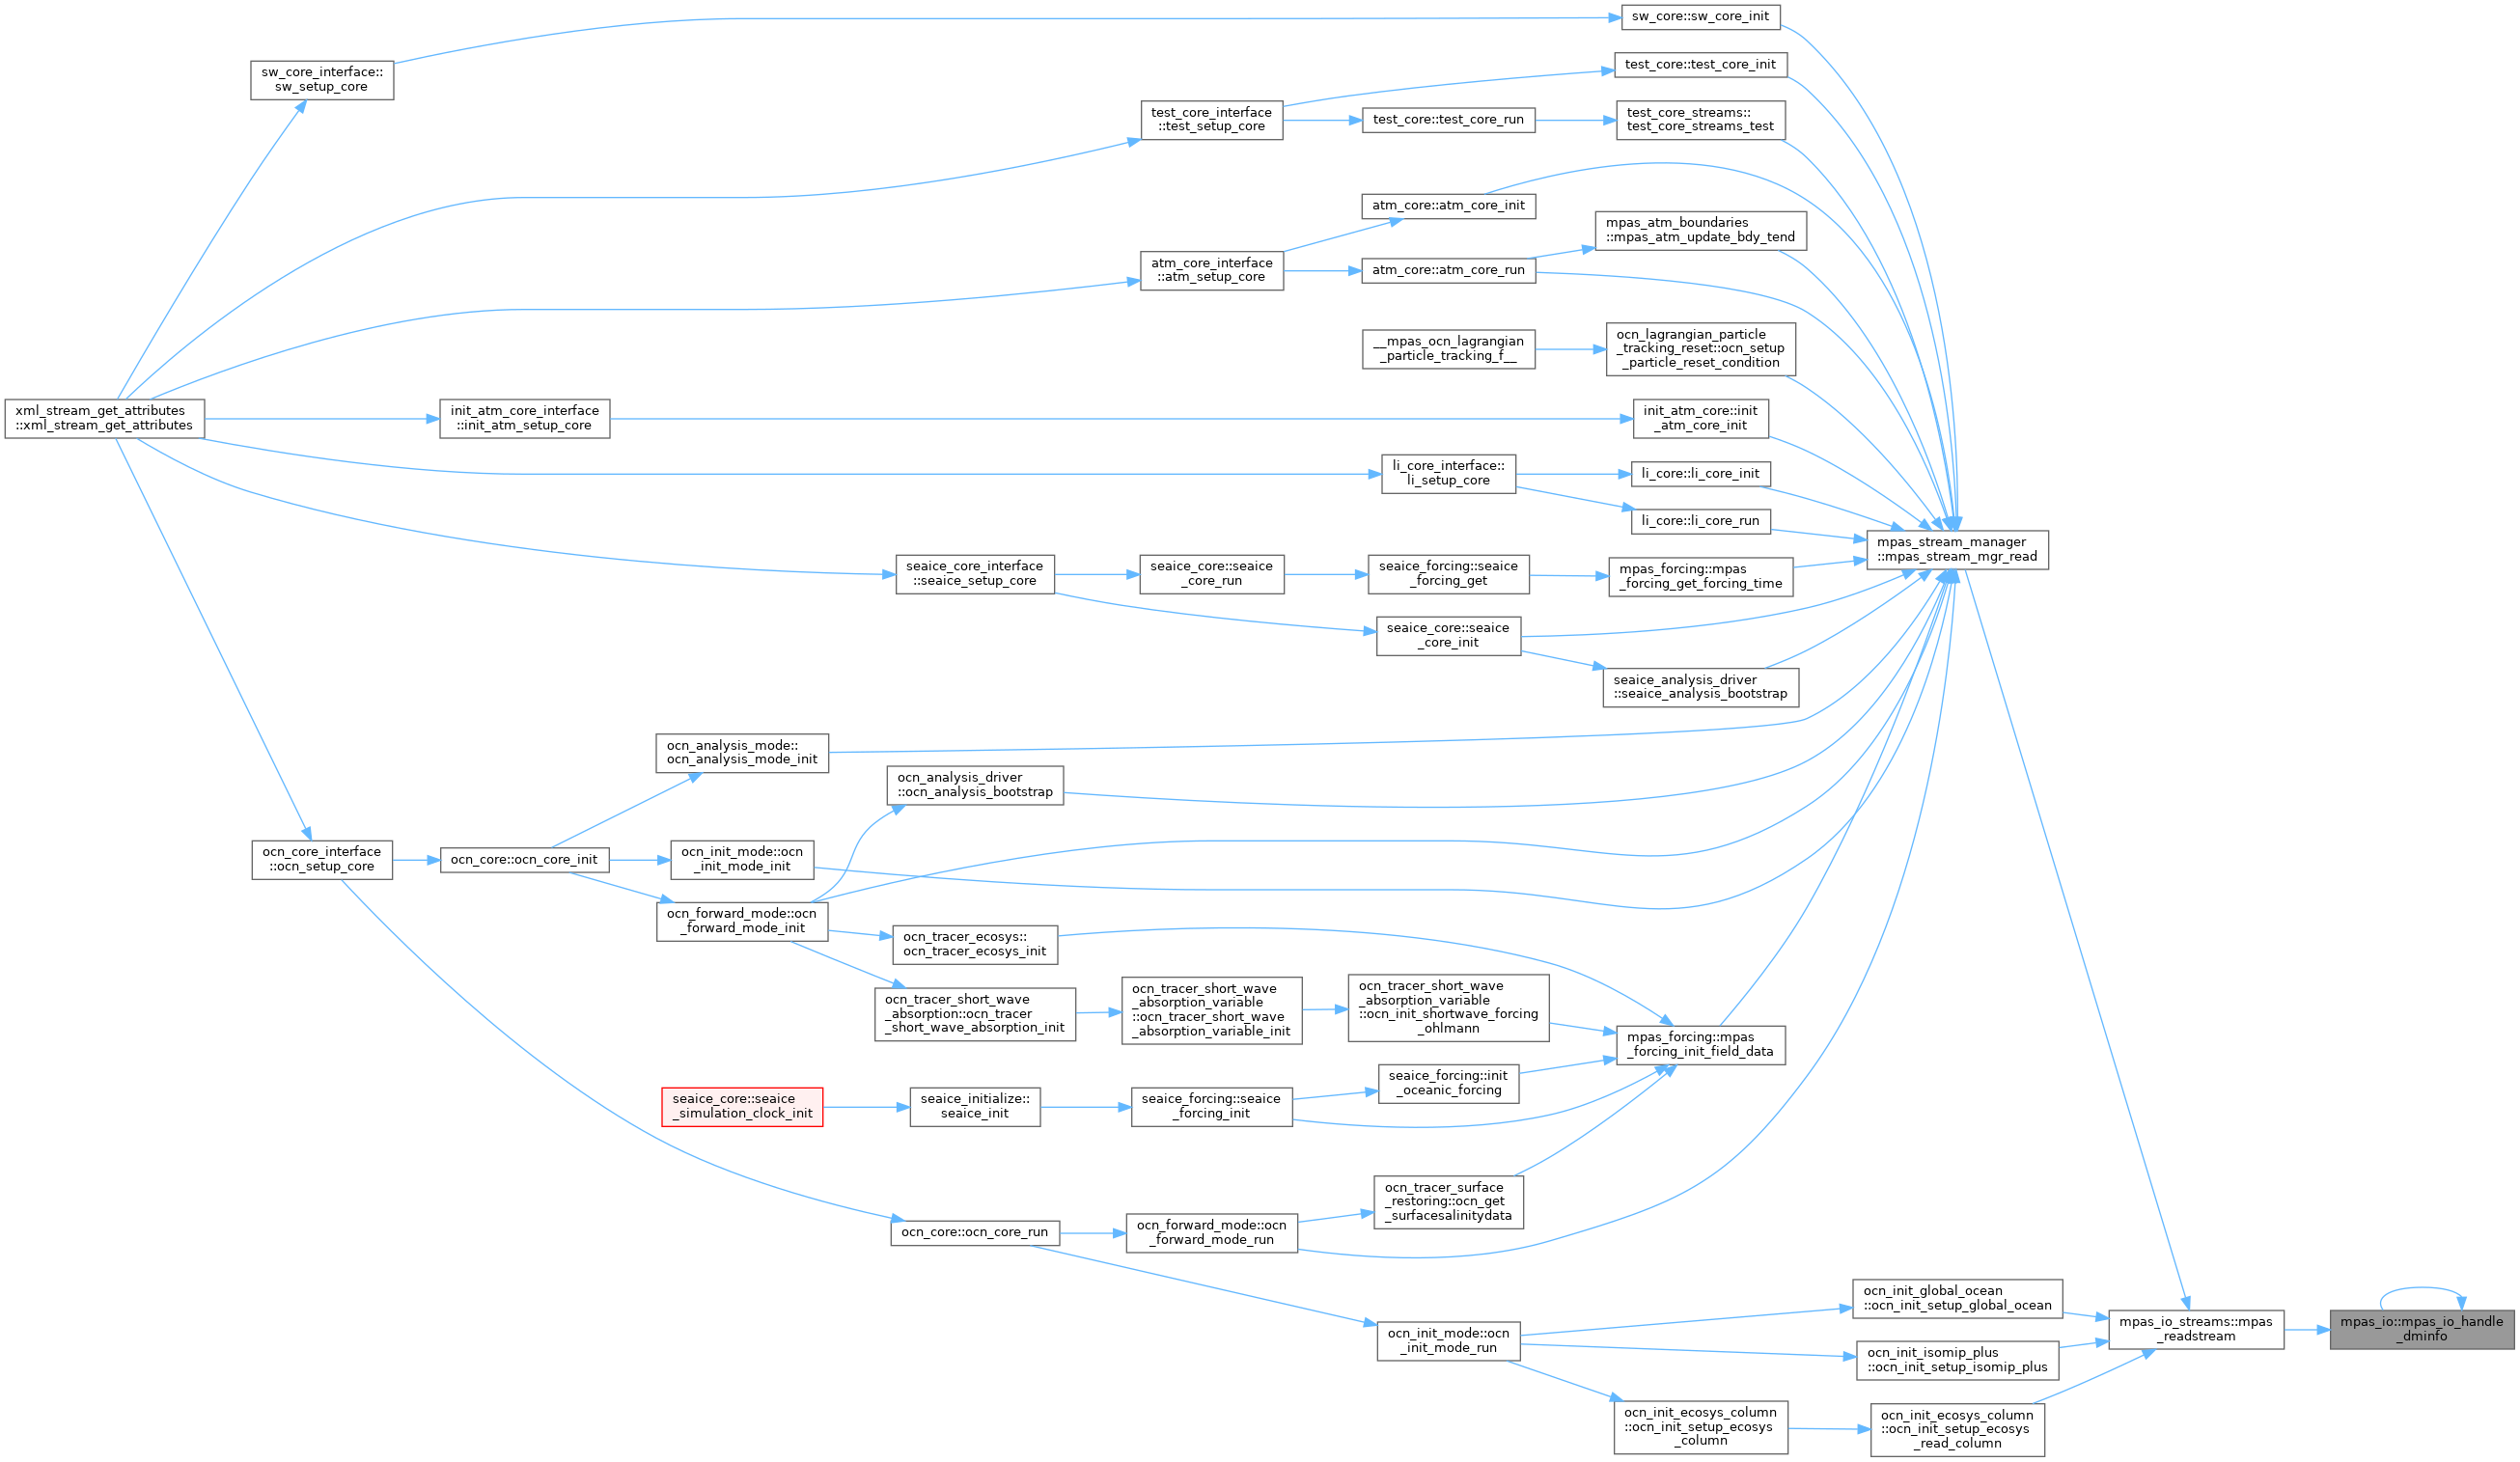 sw_core::sw_core_init
sw_core_interface::
sw_setup_core
test_core::test_core_init
test_core_interface
::test_setup_core
test_core::test_core_run
test_core_streams::
test_core_streams_test
atm_core::atm_core_init
mpas_atm_boundaries
::mpas_atm_update_bdy_tend
atm_core_interface
::atm_setup_core
atm_core::atm_core_run
__mpas_ocn_lagrangian
_particle_tracking_f__
ocn_lagrangian_particle
_tracking_reset::ocn_setup
_particle_reset_condition
xml_stream_get_attributes
::xml_stream_get_attributes
init_atm_core_interface
::init_atm_setup_core
init_atm_core::init
_atm_core_init
li_core_interface::
li_setup_core
li_core::li_core_init
li_core::li_core_run
mpas_stream_manager
::mpas_stream_mgr_read
seaice_core_interface
::seaice_setup_core
seaice_core::seaice
_core_run
seaice_forcing::seaice
_forcing_get
mpas_forcing::mpas
_forcing_get_forcing_time
seaice_core::seaice
_core_init
seaice_analysis_driver
::seaice_analysis_bootstrap
ocn_analysis_mode::
ocn_analysis_mode_init
ocn_analysis_driver
::ocn_analysis_bootstrap
ocn_core_interface
::ocn_setup_core
ocn_core::ocn_core_init
ocn_init_mode::ocn
_init_mode_init
ocn_forward_mode::ocn
_forward_mode_init
ocn_tracer_ecosys::
ocn_tracer_ecosys_init
ocn_tracer_short_wave
_absorption::ocn_tracer
_short_wave_absorption_init
ocn_tracer_short_wave
_absorption_variable
::ocn_tracer_short_wave
_absorption_variable_init
ocn_tracer_short_wave
_absorption_variable
::ocn_init_shortwave_forcing
_ohlmann
mpas_forcing::mpas
_forcing_init_field_data
seaice_forcing::init
_oceanic_forcing
seaice_core::seaice
_simulation_clock_init
seaice_initialize::
seaice_init
seaice_forcing::seaice
_forcing_init
ocn_tracer_surface
_restoring::ocn_get
_surfacesalinitydata
ocn_core::ocn_core_run
ocn_forward_mode::ocn
_forward_mode_run
ocn_init_global_ocean
::ocn_init_setup_global_ocean
ocn_init_mode::ocn
_init_mode_run
mpas_io_streams::mpas
_readstream
mpas_io::mpas_io_handle
_dminfo
ocn_init_isomip_plus
::ocn_init_setup_isomip_plus
ocn_init_ecosys_column
::ocn_init_setup_ecosys
_column
ocn_init_ecosys_column
::ocn_init_setup_ecosys
_read_column